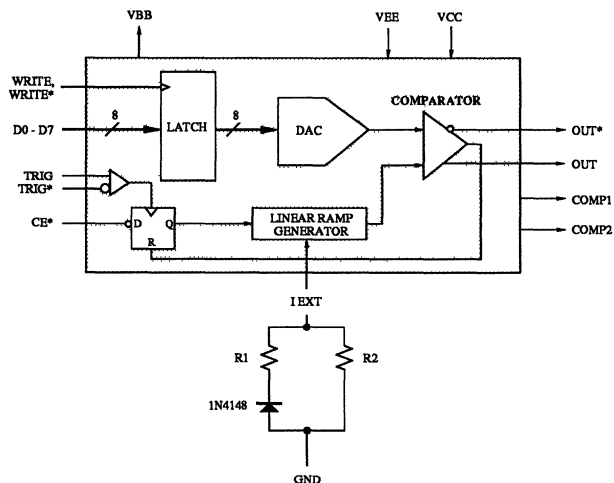 VBB
VEE
VCC
WRITE,
WRITE*
D0 - D7
8
LATCH
8
DAC
COMPARATOR
OUT*
OUT
TRIG
TRIG*
COMP1
CE*
D
Q
R
LINEAR RAMP
GENERATOR
COMP2
I EXT
R1
R2
1N4148
GND